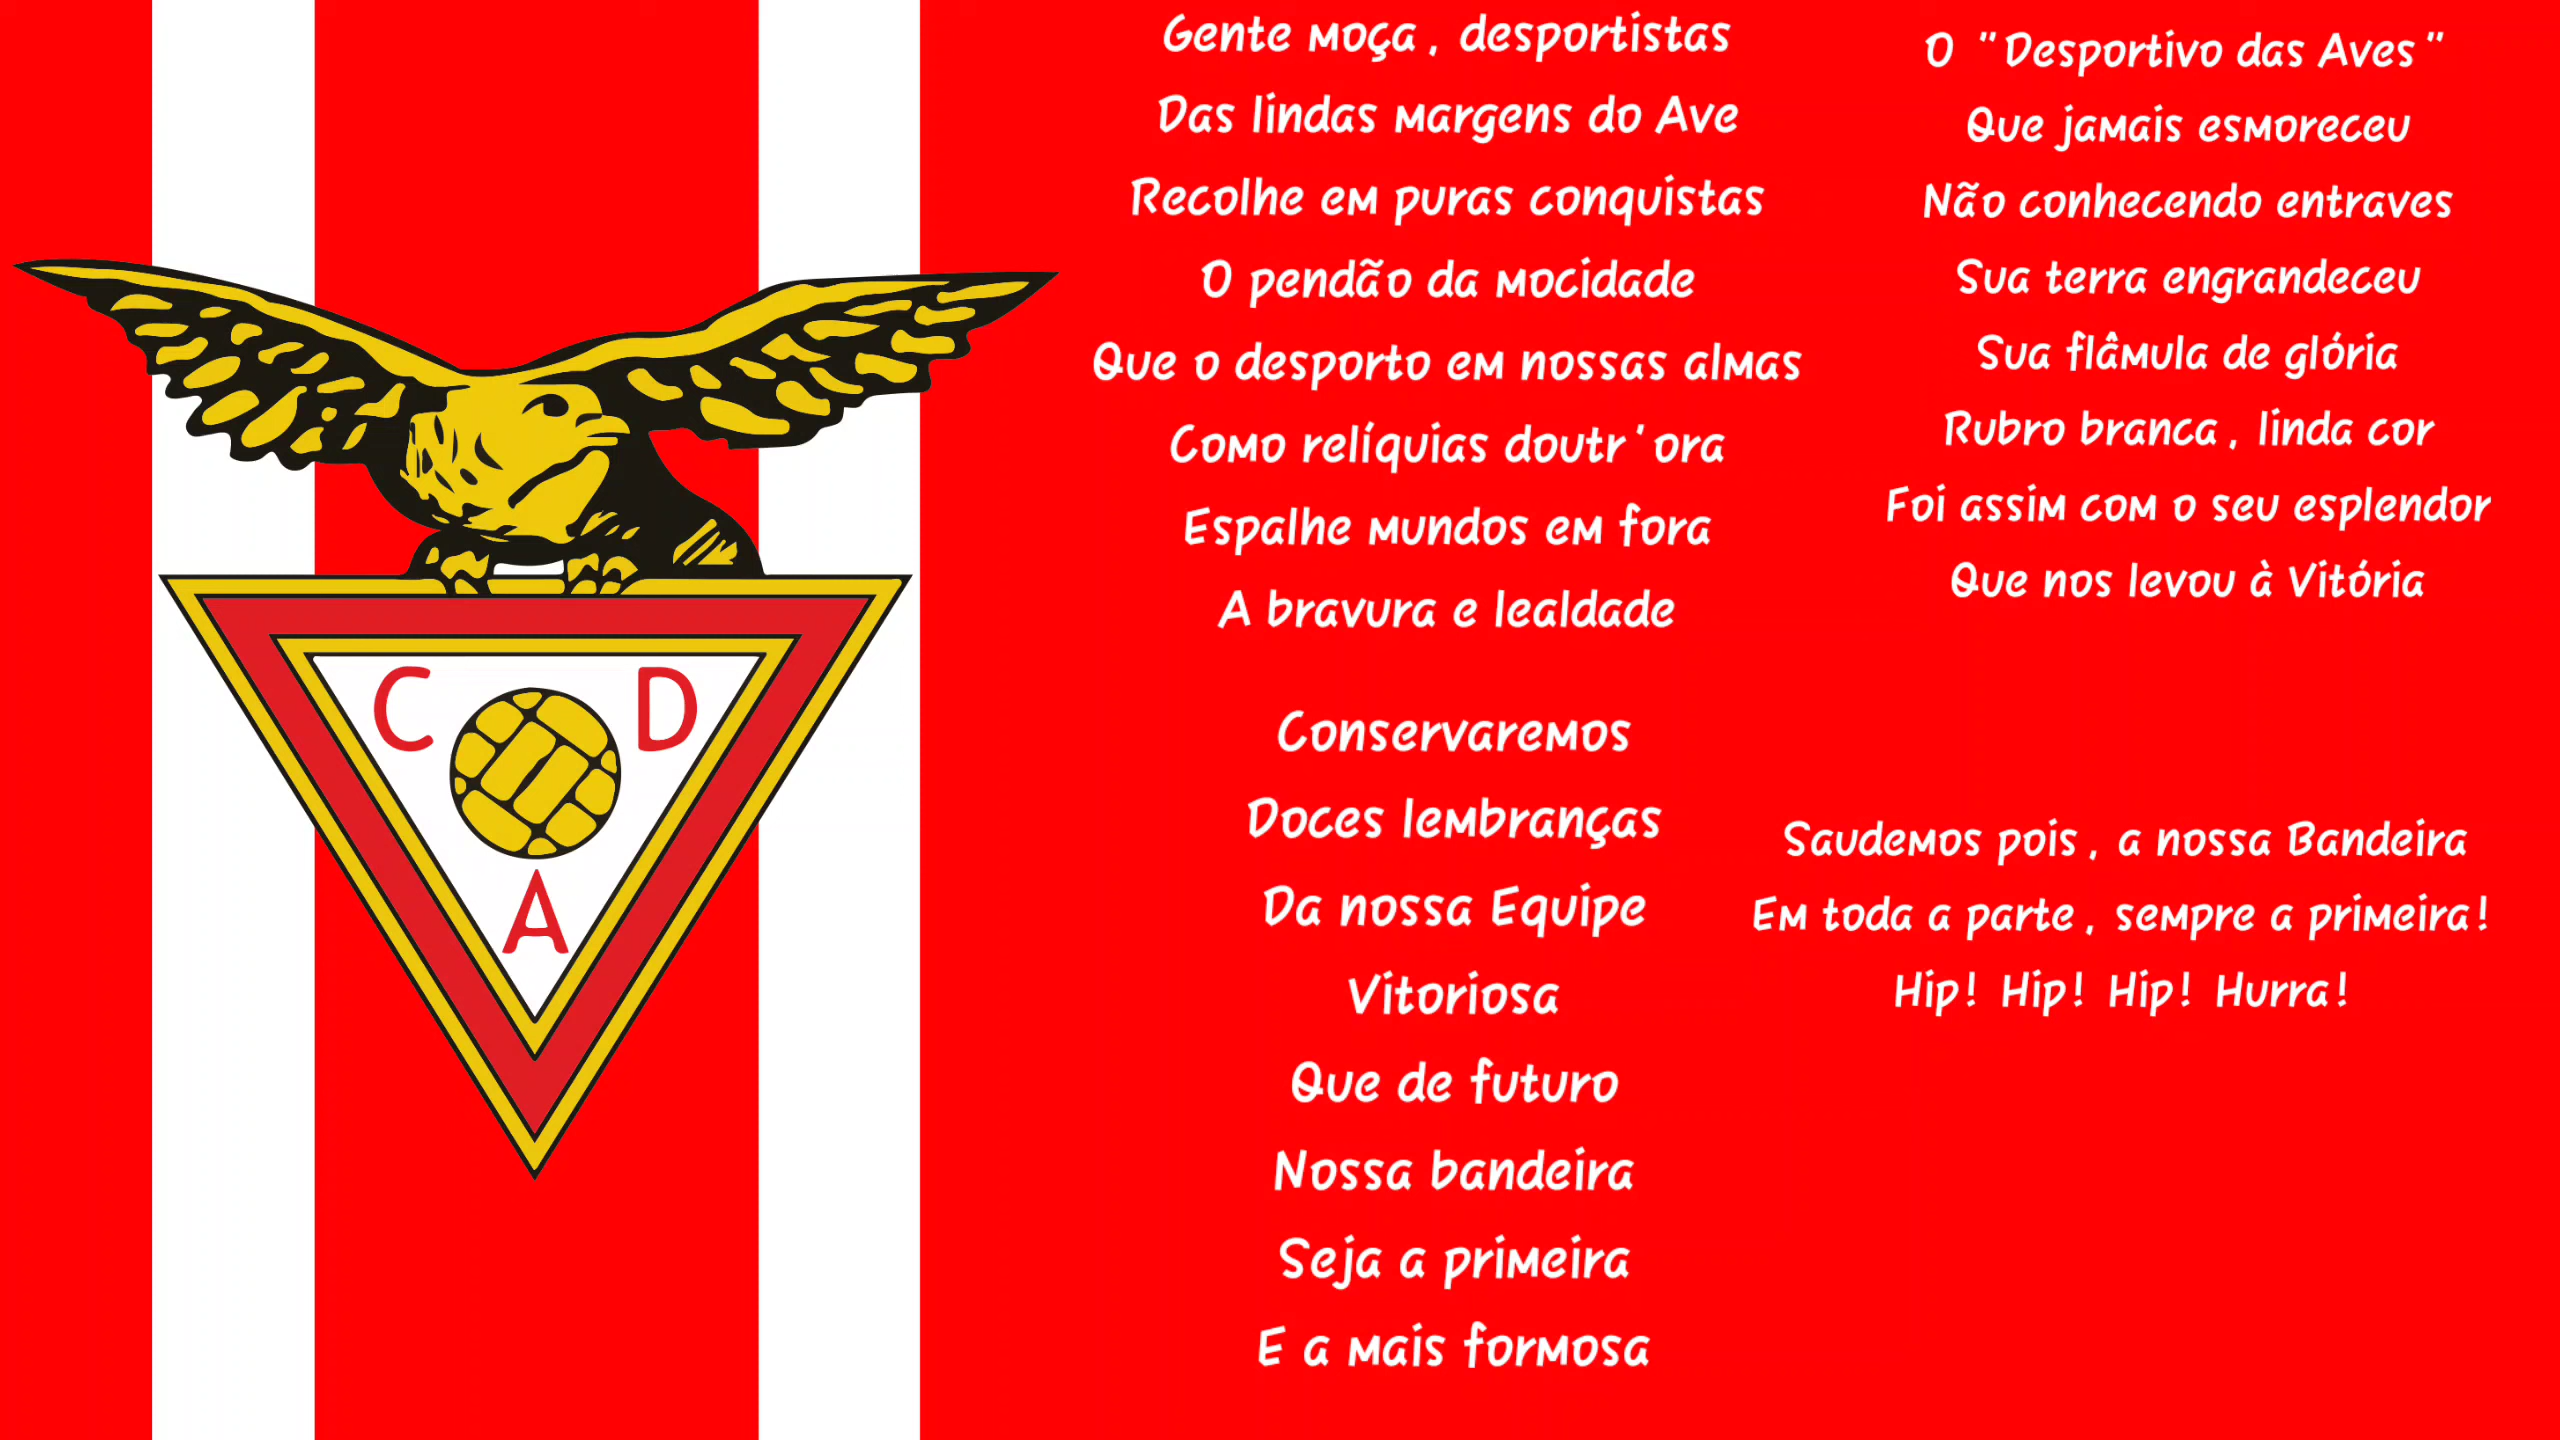 C D
A
Gente moça, desportistas
Das lindas margens do Ave
Recolhe em puras conquistas
O pendão da mocidade
Que o desporto em nossas almas
Como relíquias doutr'ora
Espalhe mundos em fora
A bravura e lealdade
Conservaremos
Doces lembranças
Da nossa Equipe
Vitoriosa
Que de futuro
Nossa bandeira
Seja a primeira
E a mais formosa
O "Desportivo das Aves"
Que jamais esmoreceu
Não conhecendo entraves
Sua terra engrandeceu
Sua flâmula de glória
Rubro branca, linda cor
Foi assim com o seu esplendor
Que nos levou à Vitória
Saudemos pois, a nossa Bandeira
Em toda a parte, sempre a primeira!
Hip! Hip! Hip! Hurra!